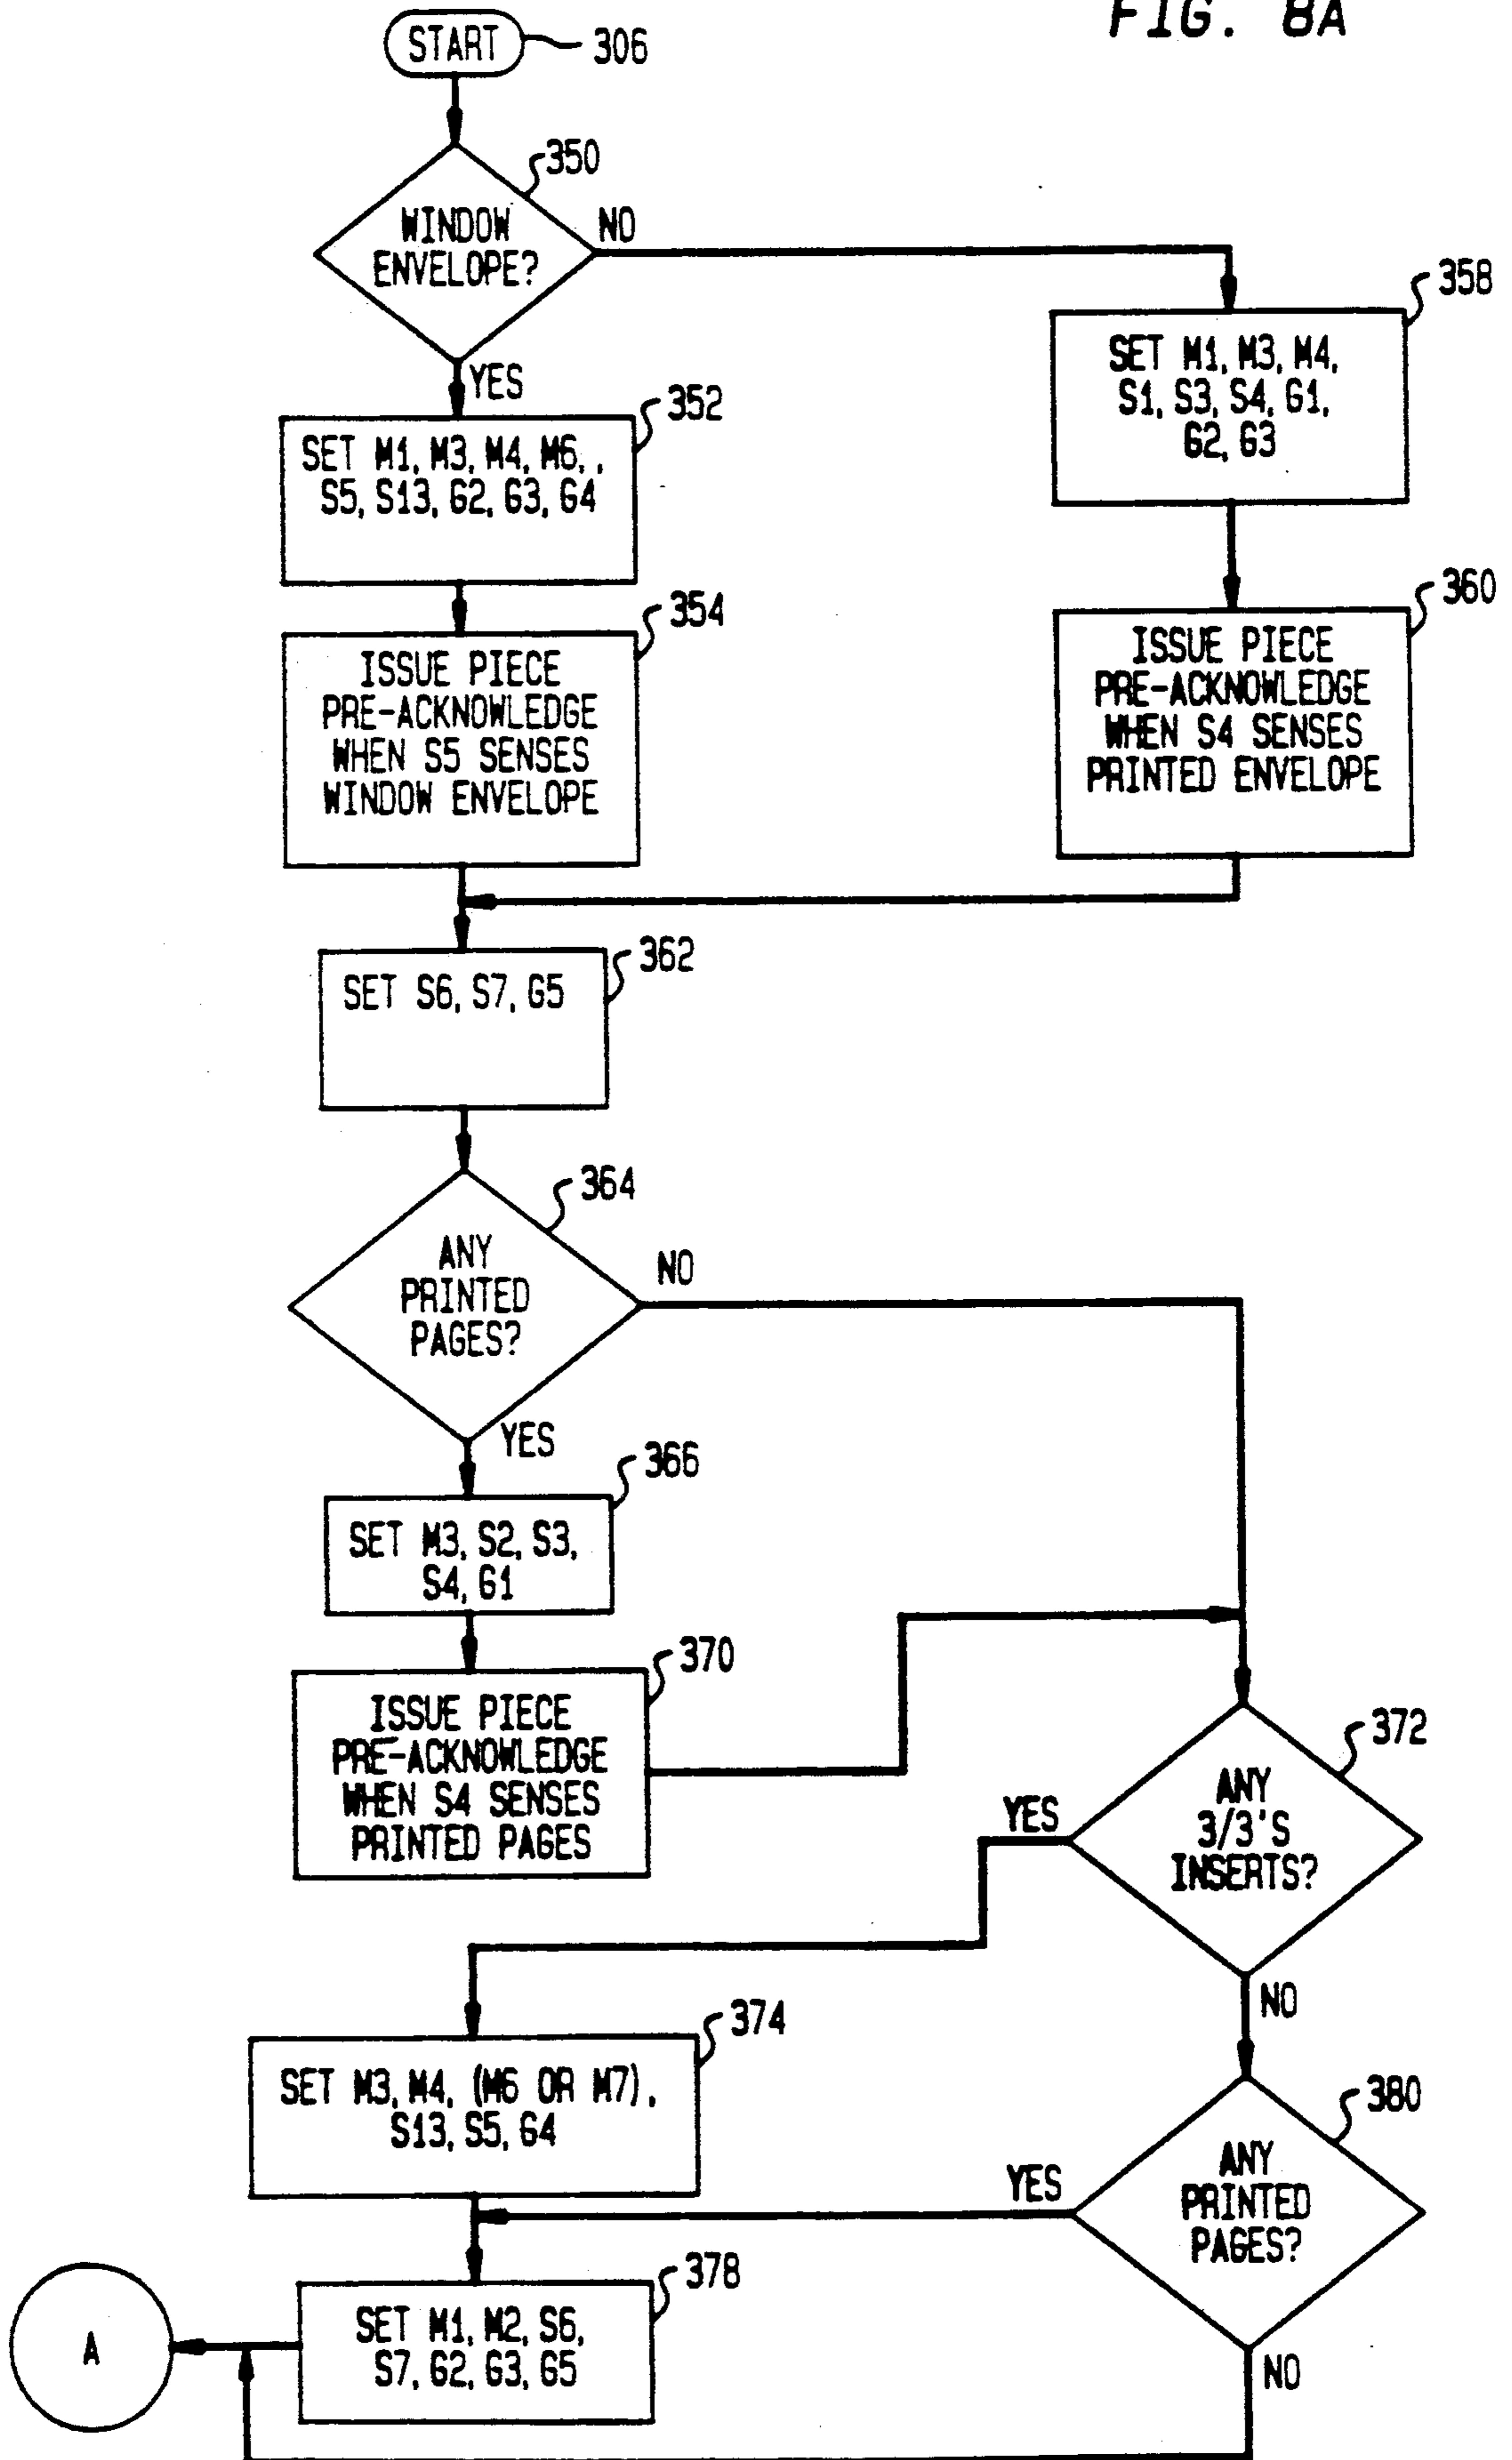 FIG. 8A
START
306
350
WINDOW
ENVELOPE?
NO
YES
358
SET M1, M3, M4,
S1, S3, S4, G1,
G2, G3
352
SET M1, M3, M4, M6, ,
S5, S13, G2, G3, G4
354
ISSUE PIECE
PRE-ACKNOWLEDGE
WHEN S5 SENSES
WINDOW ENVELOPE
360
ISSUE PIECE
PRE-ACKNOWLEDGE
WHEN S4 SENSES
PRINTED ENVELOPE
362
SET S6, S7, G5
364
ANY
PRINTED
PAGES?
NO
YES
366
SET M3, S2, S3,
S4, G1
370
ISSUE PIECE
PRE-ACKNOWLEDGE
WHEN S4 SENSES
PRINTED PAGES
372
ANY
3/3'S
INSERTS?
YES
NO
374
SET M3, M4, (M6 OR M7),
S13, S5, G4
380
ANY
PRINTED
PAGES?
YES
NO
378
SET M1, M2, S6,
S7, G2, G3, G5
A